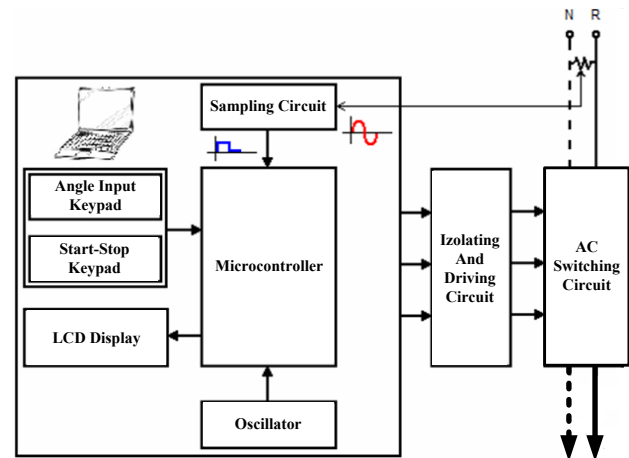 N R
Sampling Circuit
Angle Input
Keypad
Start-Stop
Keypad
Microcontroller
Izolating
And
Driving
Circuit
AC
Switching
Circuit
LCD Display
Oscillator